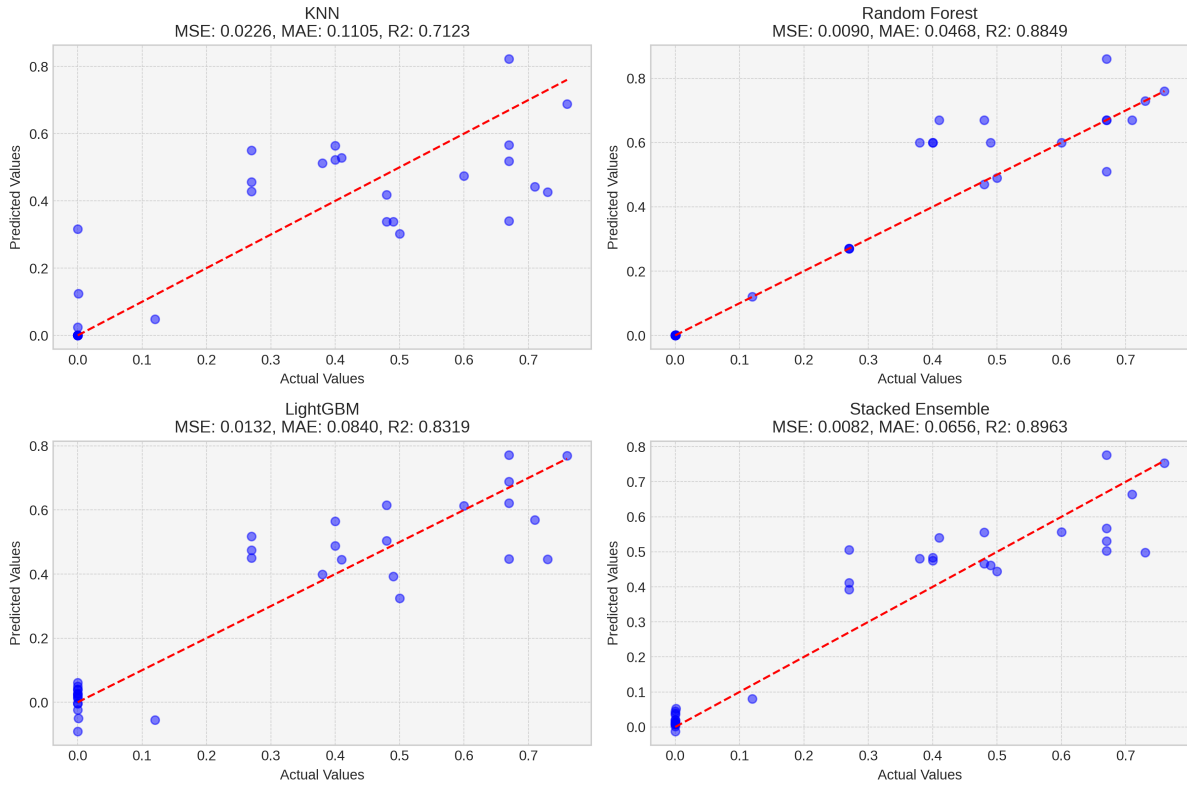 KNN
MSE: 0.0226, MAE: 0.1105, R2: 0.7123
Predicted Values
0.8
0.6
0.4
0.2
0.0
0.0 0.1 0.2 0.3 0.4 0.5 0.6 0.7
Actual Values
Random Forest
MSE: 0.0090, MAE: 0.0468, R2: 0.8849
Predicted Values
0.8
0.6
0.4
0.2
0.0
0.0 0.1 0.2 0.3 0.4 0.5 0.6 0.7
Actual Values
LightGBM
MSE: 0.0132, MAE: 0.0840, R2: 0.8319
Predicted Values
0.8
0.6
0.4
0.2
0.0
0.0 0.1 0.2 0.3 0.4 0.5 0.6 0.7
Actual Values
Stacked Ensemble
MSE: 0.0082, MAE: 0.0656, R2: 0.8963
Predicted Values
0.8
0.7
0.6
0.5
0.4
0.3
0.2
0.1
0.0
0.0 0.1 0.2 0.3 0.4 0.5 0.6 0.7
Actual Values